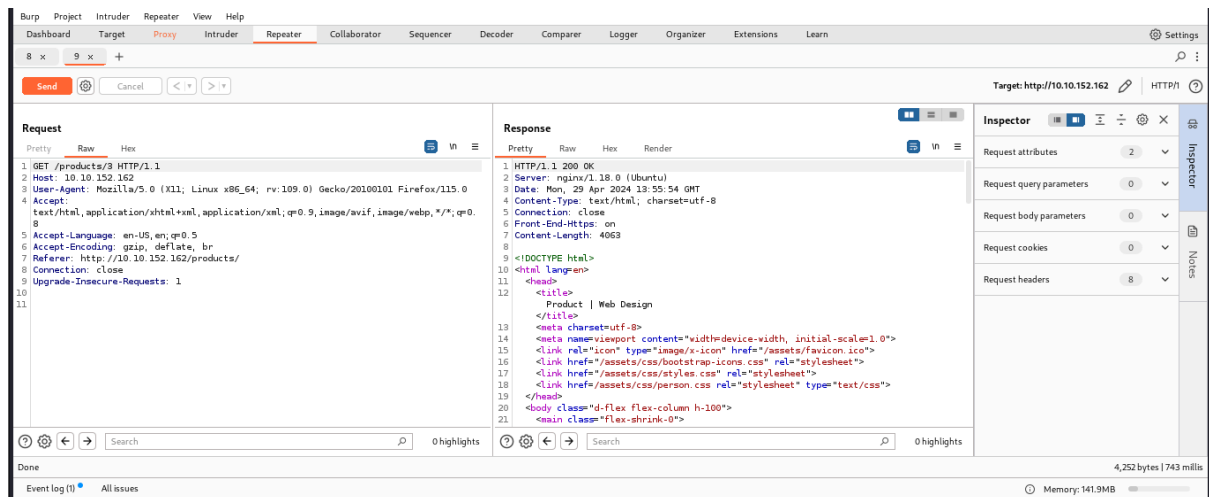 Burp Project Intruder Repeater View Help
Dashboard Target Proxy Intruder Repeater Collaborator Sequencer Decoder Comparer Logger Organizer Extensions Learn Settings
8 × 9 × +
Send Cancel < > Target: http://10.10.152.162 HTTP/1
Request
Pretty Raw Hex \n
1 GET /products/3 HTTP/1.1
2 Host: 10.10.152.162
3 User-Agent: Mozilla/5.0 (X11; Linux x86_64; rv:109.0) Gecko/20100101 Firefox/115.0
4 Accept:
text/html,application/xhtml+xml,application/xml;q=0.9,image/avif,image/webp,*/*;q=0.
8
5 Accept-Language: en-US,en;q=0.5
6 Accept-Encoding: gzip, deflate, br
7 Referer: http://10.10.152.162/products/
8 Connection: close
9 Upgrade-Insecure-Requests: 1
10
11
Search 0 highlights
Response
Pretty Raw Hex Render \n
1 HTTP/1.1 200 OK
2 Server: nginx/1.18.0 (Ubuntu)
3 Date: Mon, 29 Apr 2024 13:55:54 GMT
4 Content-Type: text/html; charset=utf-8
5 Connection: close
6 Front-End-Https: on
7 Content-Length: 4063
8
9 <!DOCTYPE html>
10 <html lang=en>
11 <head>
12 <title>
Product | Web Design
</title>
13 <meta charset=utf-8>
14 <meta name=viewport content="width=device-width, initial-scale=1.0">
15 <link rel="icon" type="image/x-icon" href="/assets/favicon.ico">
16 <link href="/assets/css/bootstrap-icons.css" rel="stylesheet">
17 <link href="/assets/css/styles.css" rel="stylesheet">
18 <link href=/assets/css/person.css rel="stylesheet" type="text/css">
19 </head>
20 <body class="d-flex flex-column h-100">
21 <main class="flex-shrink-0">
Search 0 highlights
Inspector
Request attributes 2
Request query parameters 0
Request body parameters 0
Request cookies 0
Request headers 8
Inspector
Notes
Done 4,252 bytes | 743 millis
Event log (1) All issues Memory: 141.9MB